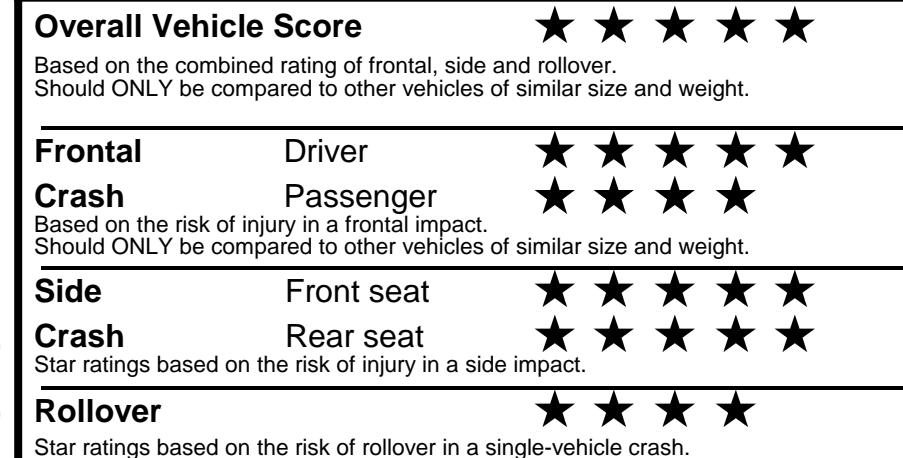 Overall Vehicle Score ★ ★ ★ ★ ★
Based on the combined rating of frontal, side and rollover.
Should ONLY be compared to other vehicles of similar size and weight.
Frontal Driver ★ ★ ★ ★ ★
Crash Passenger ★ ★ ★ ★
Based on the risk of injury in a frontal impact.
Should ONLY be compared to other vehicles of similar size and weight.
Side Front seat ★ ★ ★ ★ ★
Crash Rear seat ★ ★ ★ ★ ★
Star ratings based on the risk of injury in a side impact.
Rollover ★ ★ ★ ★
Star ratings based on the risk of rollover in a single-vehicle crash.